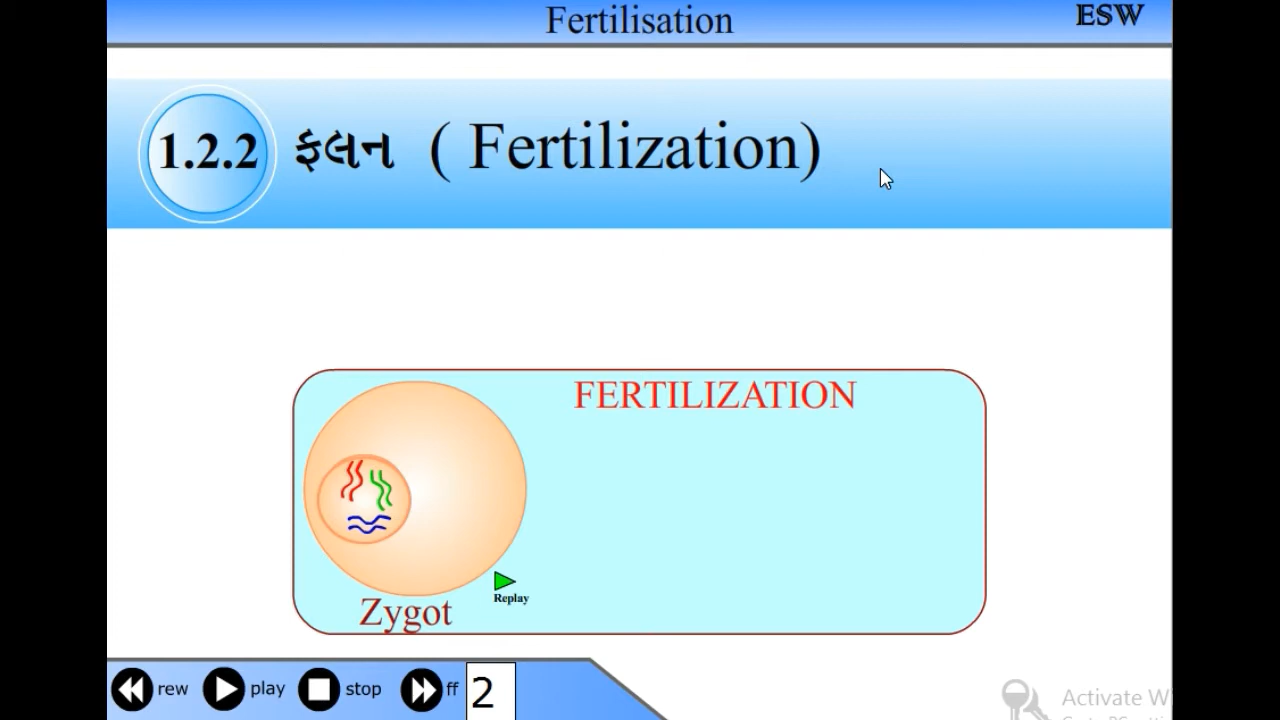 Fertilisation
ESW
1.2.2 ફલન ( Fertilization)
FERTILIZATION
Replay
Zygot
rew play stop ff 2
Activate W